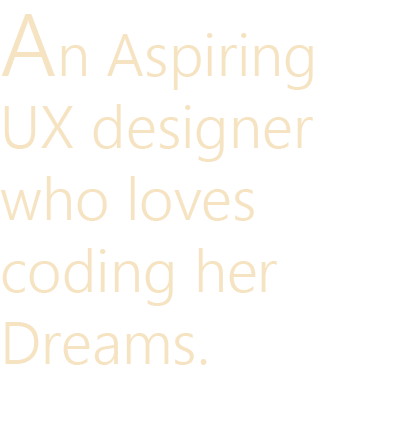 An Aspiring
UX designer
who loves
coding her
Dreams.